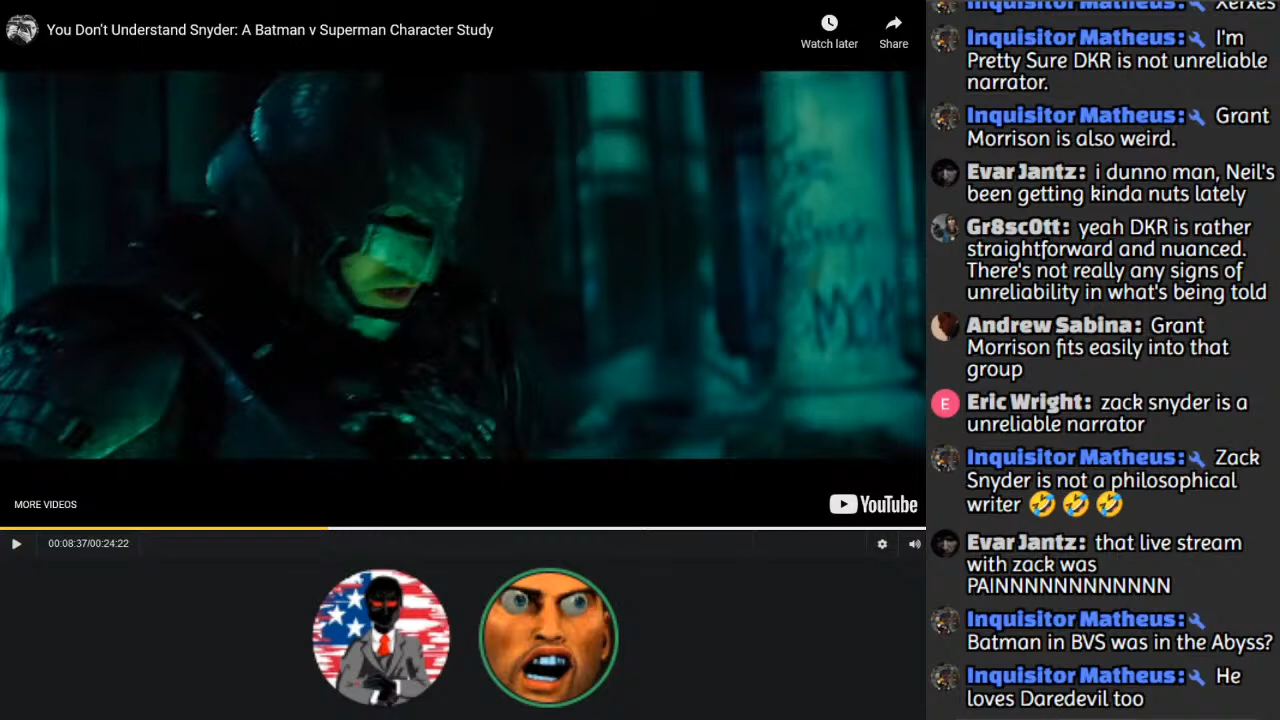 You Don't Understand Snyder: A Batman v Superman Character Study
Watch later
Share
MORE VIDEOS
YouTube
00:08:37/00:24:22
Inquisitor Matheus: Xerxes
Inquisitor Matheus: I'm
Pretty Sure DKR is not unreliable
narrator.
Inquisitor Matheus: Grant
Morrison is also weird.
Evar Jantz: i dunno man, Neil's
been getting kinda nuts lately
Gr8sc0tt: yeah DKR is rather
straightforward and nuanced.
There's not really any signs of
unreliability in what's being told
Andrew Sabina: Grant
Morrison fits easily into that
group
E
Eric Wright: zack snyder is a
unreliable narrator
Inquisitor Matheus: Zack
Snyder is not a philosophical
writer 🤣 🤣 🤣
Evar Jantz: that live stream
with zack was
PAINNNNNNNNNNNN
Inquisitor Matheus:
Batman in BVS was in the Abyss?
Inquisitor Matheus: He
loves Daredevil too